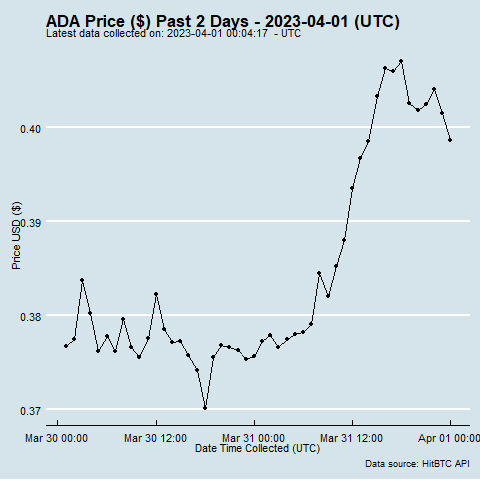 ADA Price ($) Past 2 Days - 2023-04-01 (UTC)
Latest data collected on: 2023-04-01 00:04:17 - UTC
0.40
0.39
0.38
0.37
Price USD ($)
Mar 30 00:00 Mar 30 12:00 Mar 31 00:00 Mar 31 12:00 Apr 01 00:00
Date Time Collected (UTC)
Data source: HitBTC API